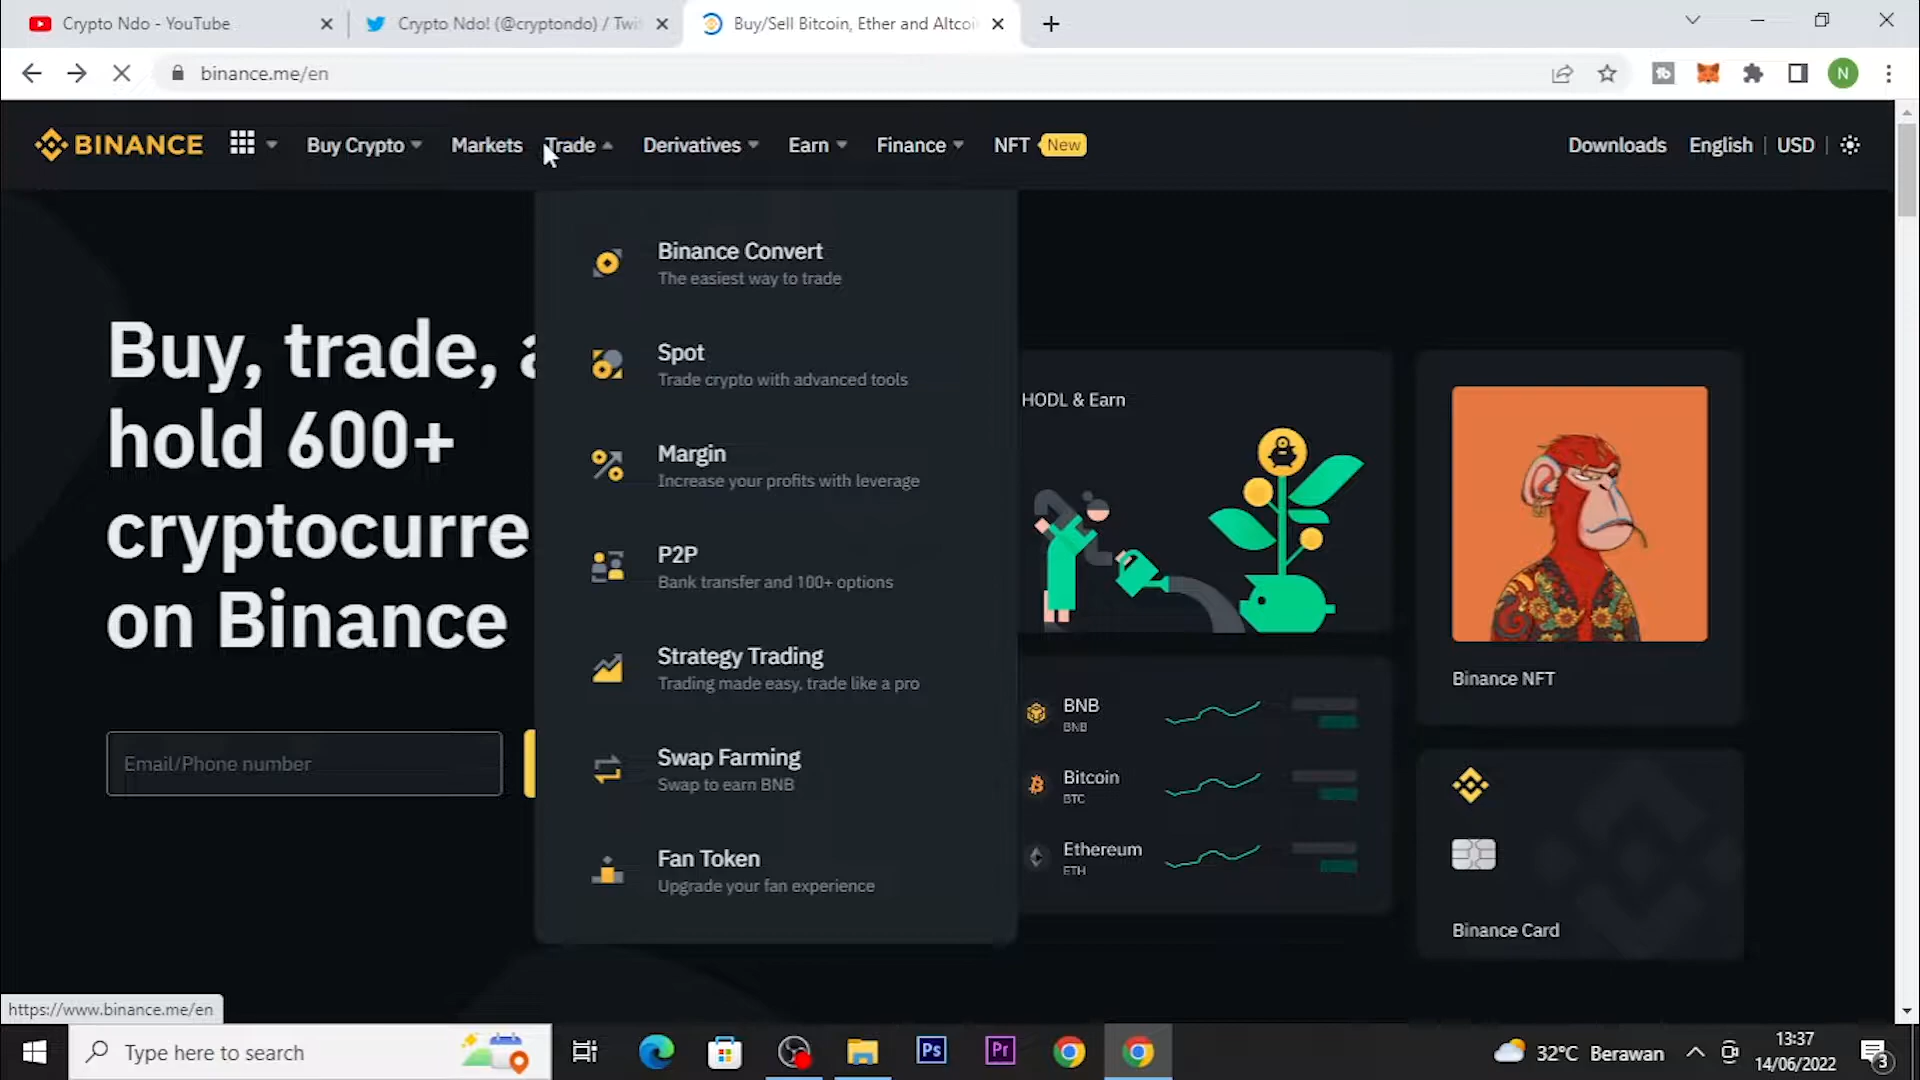 Crypto Ndo - YouTube
Crypto Ndo! (@cryptondo) / Twi
Buy/Sell Bitcoin, Ether and Altcoi
binance.me/en
N
BINANCE
Buy Crypto
Markets
Trade
Derivatives
Earn
Finance
NFT
New
Downloads
English
USD
Buy, trade, a
hold 600+
cryptocurre
on Binance
Email/Phone number
Binance Convert
The easiest way to trade
Spot
Trade crypto with advanced tools
Margin
Increase your profits with leverage
P2P
Bank transfer and 100+ options
Strategy Trading
Trading made easy, trade like a pro
Swap Farming
Swap to earn BNB
Fan Token
Upgrade your fan experience
HODL & Earn
BNB
BNB
Bitcoin
BTC
Ethereum
ETH
Binance NFT
Binance Card
https://www.binance.me/en
Type here to search
Ps
Pr
32°C Berawan
13:37
14/06/2022
3